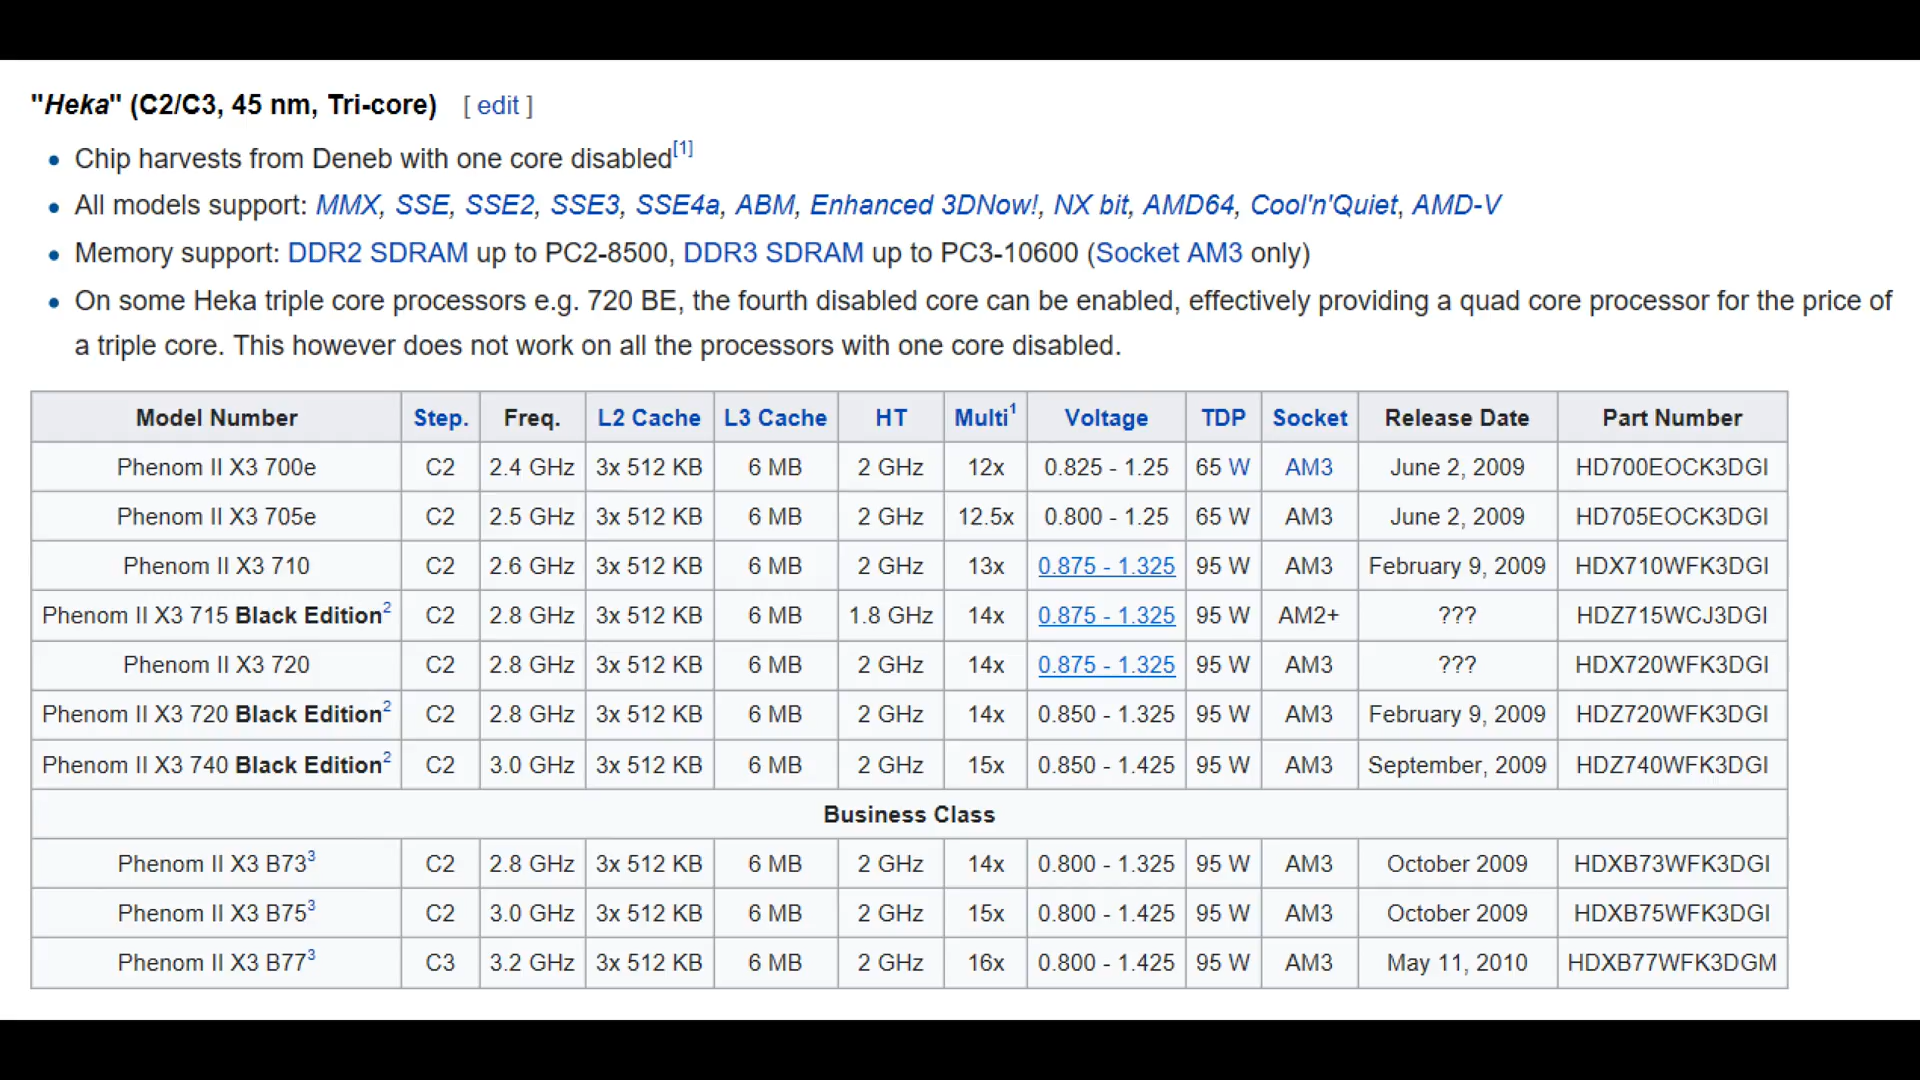 "Heka" (C2/C3, 45 nm, Tri-core) [ edit ]
Chip harvests from Deneb with one core disabled[1]
All models support: MMX, SSE, SSE2, SSE3, SSE4a, ABM, Enhanced 3DNow!, NX bit, AMD64, Cool'n'Quiet, AMD-V
Memory support: DDR2 SDRAM up to PC2-8500, DDR3 SDRAM up to PC3-10600 (Socket AM3 only)
On some Heka triple core processors e.g. 720 BE, the fourth disabled core can be enabled, effectively providing a quad core processor for the price of
a triple core. This however does not work on all the processors with one core disabled.
Model Number Step. Freq. L2 Cache L3 Cache HT Multi1 Voltage TDP Socket Release Date Part Number
Phenom II X3 700e C2 2.4 GHz 3x 512 KB 6 MB 2 GHz 12x 0.825 - 1.25 65 W AM3 June 2, 2009 HD700EOCK3DGI
Phenom II X3 705e C2 2.5 GHz 3x 512 KB 6 MB 2 GHz 12.5x 0.800 - 1.25 65 W AM3 June 2, 2009 HD705EOCK3DGI
Phenom II X3 710 C2 2.6 GHz 3x 512 KB 6 MB 2 GHz 13x 0.875 - 1.325 95 W AM3 February 9, 2009 HDX710WFK3DGI
Phenom II X3 715 Black Edition2 C2 2.8 GHz 3x 512 KB 6 MB 1.8 GHz 14x 0.875 - 1.325 95 W AM2+ ??? HDZ715WCJ3DGI
Phenom II X3 720 C2 2.8 GHz 3x 512 KB 6 MB 2 GHz 14x 0.875 - 1.325 95 W AM3 ??? HDX720WFK3DGI
Phenom II X3 720 Black Edition2 C2 2.8 GHz 3x 512 KB 6 MB 2 GHz 14x 0.850 - 1.325 95 W AM3 February 9, 2009 HDZ720WFK3DGI
Phenom II X3 740 Black Edition2 C2 3.0 GHz 3x 512 KB 6 MB 2 GHz 15x 0.850 - 1.425 95 W AM3 September, 2009 HDZ740WFK3DGI
Business Class
Phenom II X3 B733 C2 2.8 GHz 3x 512 KB 6 MB 2 GHz 14x 0.800 - 1.325 95 W AM3 October 2009 HDXB73WFK3DGI
Phenom II X3 B753 C2 3.0 GHz 3x 512 KB 6 MB 2 GHz 15x 0.800 - 1.425 95 W AM3 October 2009 HDXB75WFK3DGI
Phenom II X3 B773 C3 3.2 GHz 3x 512 KB 6 MB 2 GHz 16x 0.800 - 1.425 95 W AM3 May 11, 2010 HDXB77WFK3DGM